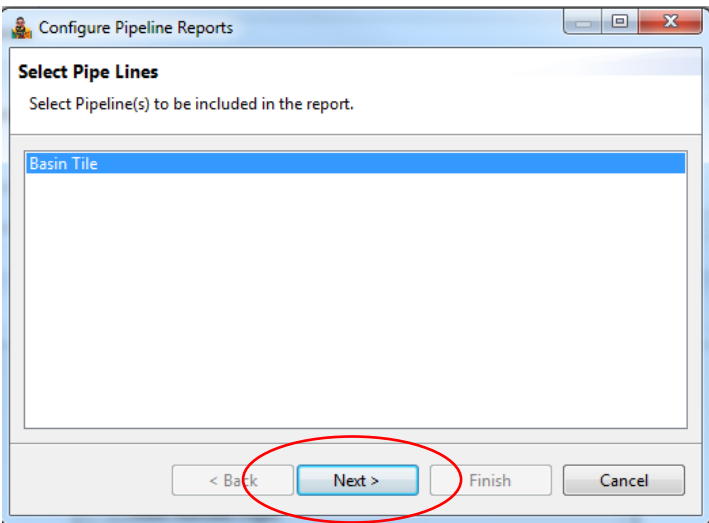 Configure Pipeline Reports
Select Pipe Lines
Select Pipeline(s) to be included in the report.
Basin Tile
< Back Next > Finish Cancel